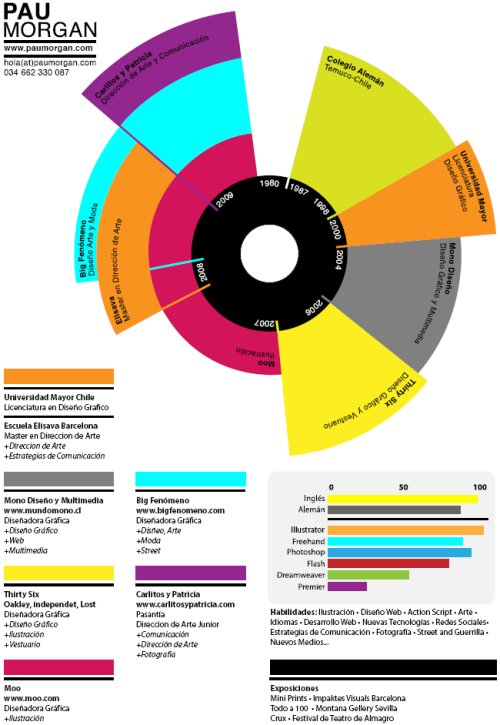 PAU
MORGAN
www.paumorgan.com
hola(at)paumorgan.com
034 662 330 087
Carlitos y Patricia
Dirección de Arte y Comunicación
Colegio Alemán
Temuco-Chile
Universidad Mayor
Licenciatura
Diseño Gráfico
Mono Diseño
Diseño Gráfico y Multimedia
Thirty Six
Diseño Gráfico y Vestuario
Moo
Ilustración
Elisava
Master en Dirección de Arte
Big Fenómeno
Diseño Arte y Moda
1980
1987
1998
2000
2004
2006
2007
2008
2009
Universidad Mayor Chile
Licenciatura en Diseño Grafico
Escuela Elisava Barcelona
Master en Direccion de Arte
+Direccion de Arte
+Estrategias de Comunicación
Mono Diseño y Multimedia
www.mundomono.cl
Diseñadora Gráfica
+Diseño Gráfico
+Web
+Multimedia
Big Fenómeno
www.bigfenomeno.com
Diseñadora Gráfica
+Diseño, Arte
+Moda
+Street
Thirty Six
Oakley, independet, Lost
Diseñadora Gráfica
+Diseño Gráfico
+Ilustración
+Vestuario
Carlitos y Patricia
www.carlitosypatricia.com
Pasantía
Direccion de Arte Junior
+Comunicación
+Dirección de Arte
+Fotografía
Moo
www.moo.com
Diseñadora Gráfica
+Ilustración
0 50 100
Inglés
Alemán
Illustrator
Freehand
Photoshop
Flash
Dreamweaver
Premier
Habilidades: Ilustración • Diseño Web • Action Script • Arte •
Idiomas • Desarrollo Web • Nuevas Tecnologías • Redes Sociales•
Estrategias de Comunicación • Fotografía • Street and Guerrilla •
Nuevos Medios...
Exposiciones
Mini Prints • Impaktes Visuals Barcelona
Todo a 100 • Montana Gellery Sevilla
Crux • Festival de Teatro de Almagro